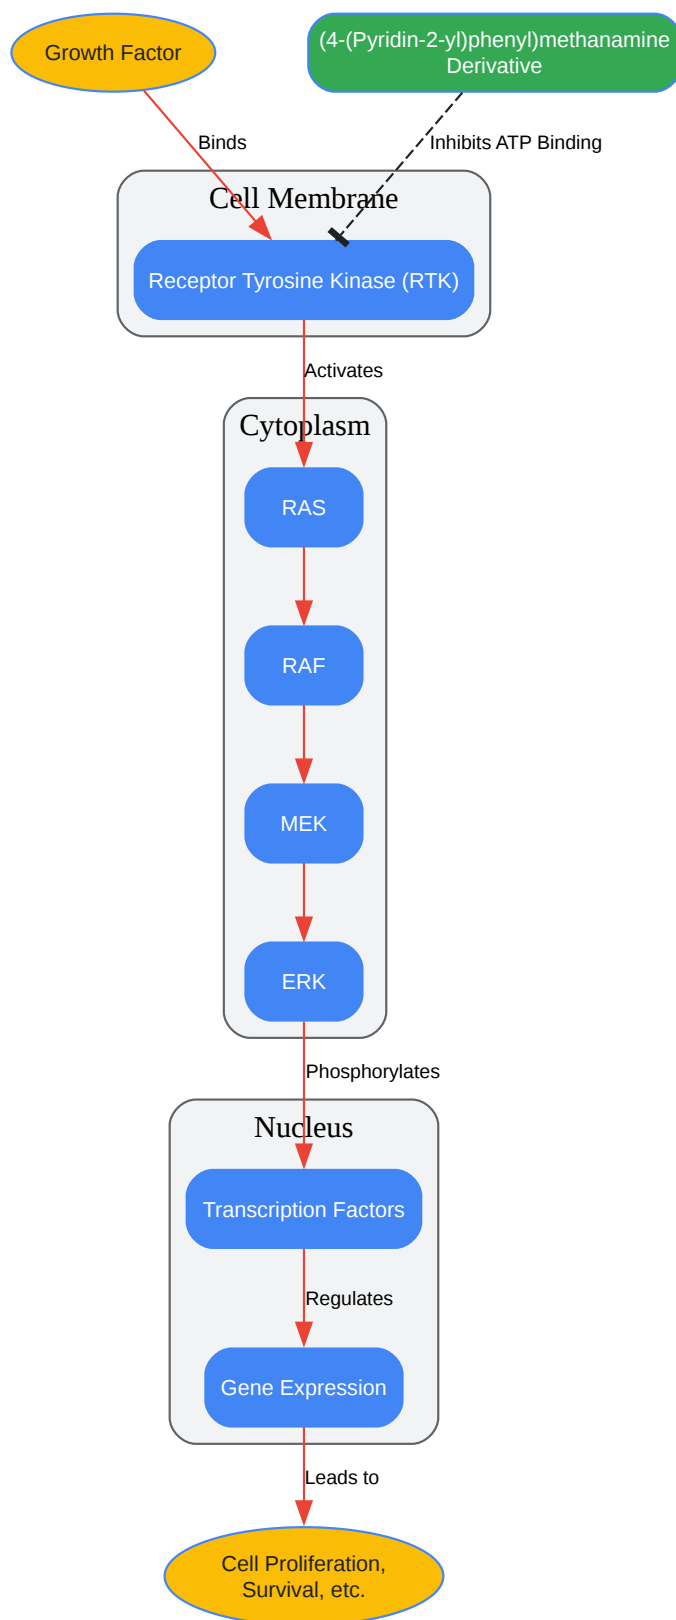 Growth Factor
(4-(Pyridin-2-yl)phenyl)methanamine
Derivative
Binds
Inhibits ATP Binding
Cell Membrane
Receptor Tyrosine Kinase (RTK)
Activates
Cytoplasm
RAS
RAF
MEK
ERK
Phosphorylates
Nucleus
Transcription Factors
Regulates
Gene Expression
Leads to
Cell Proliferation,
Survival, etc.